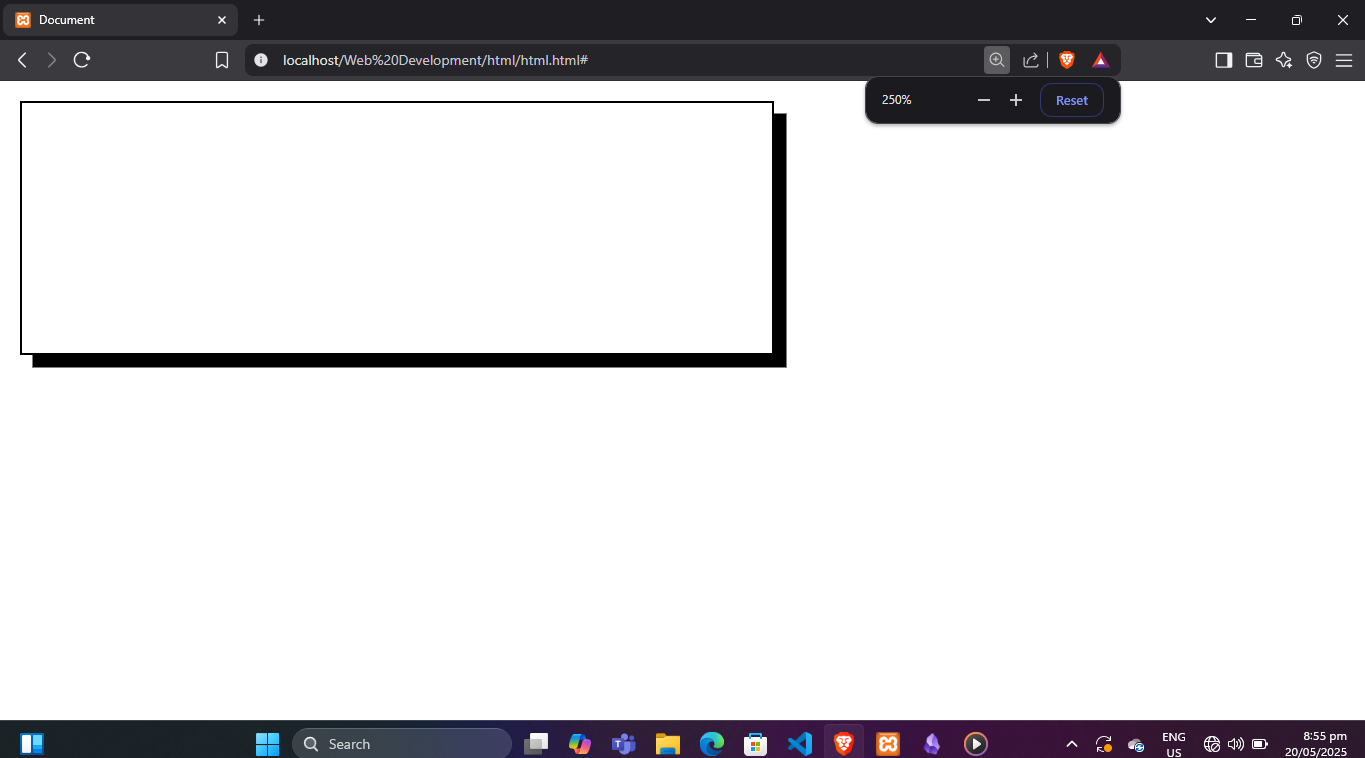 Document
localhost/Web%20Development/html/html.html#
250%
Reset
Search
ENG
US
8:55 pm
20/05/2025